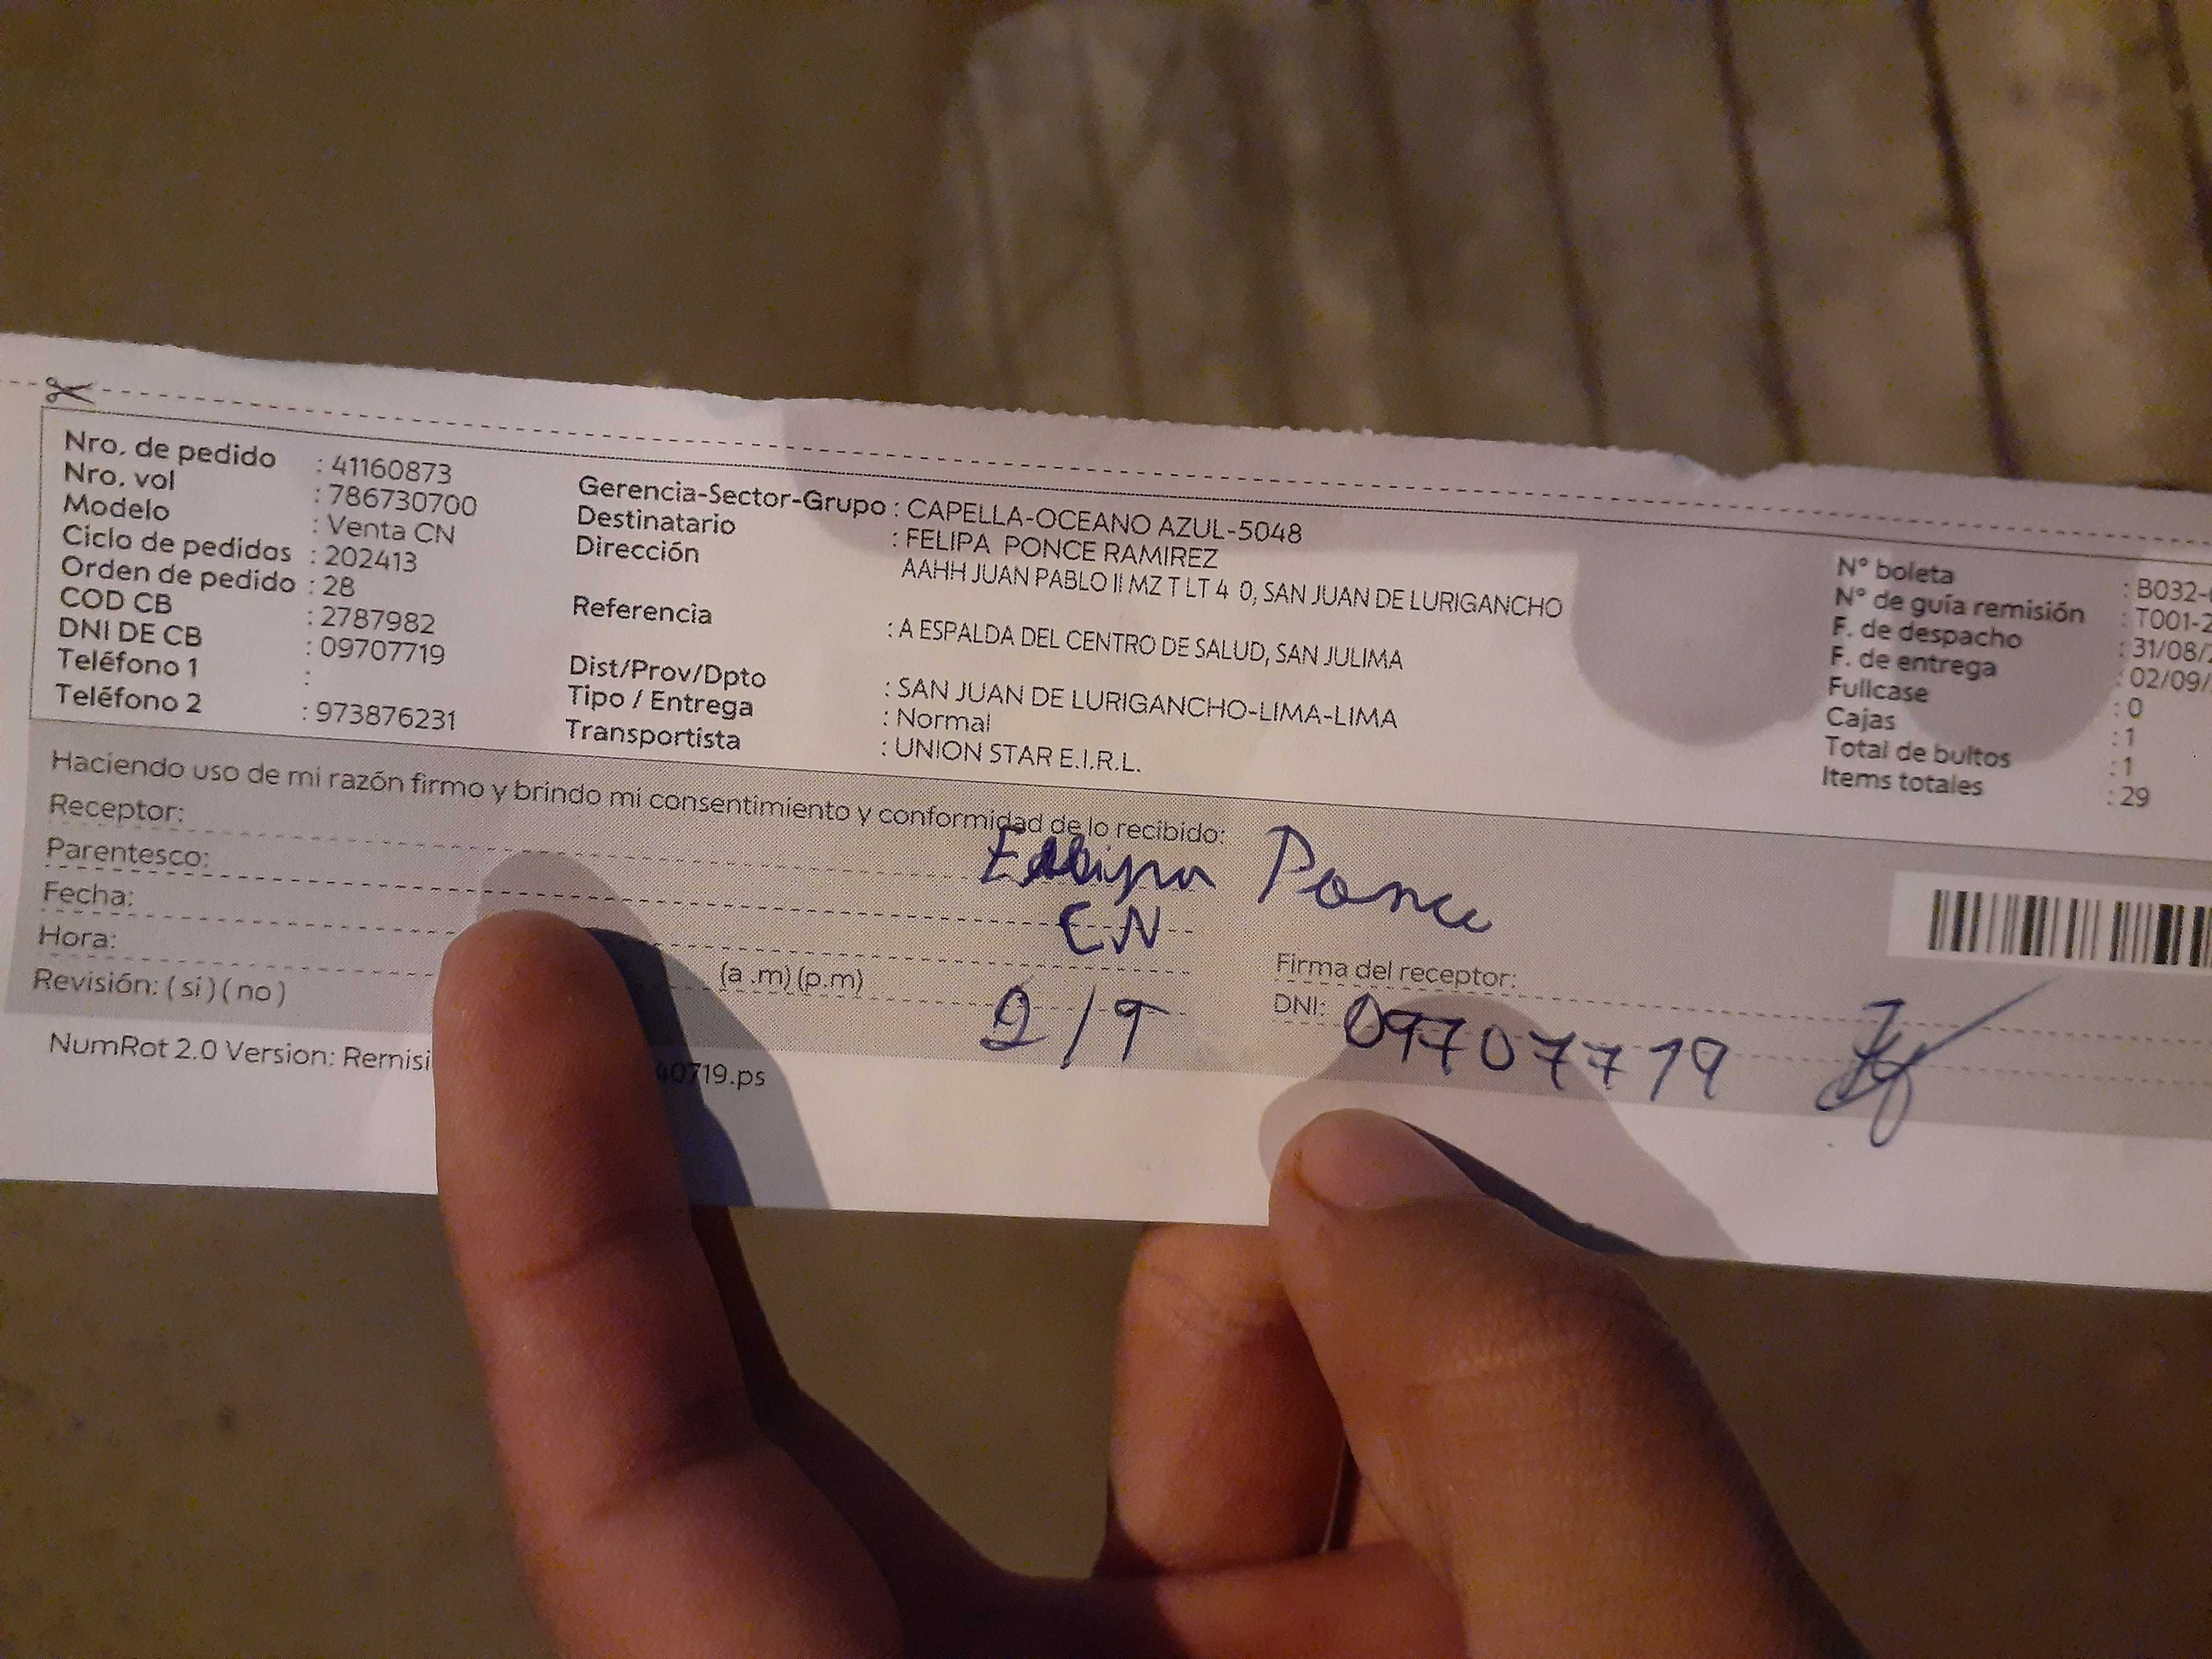 Nro. de pedido : 41160873
Nro. vol : 786730700
Modelo : Venta CN
Ciclo de pedidos : 202413
Orden de pedido : 28
COD CB : 2787982
DNI DE CB : 09707719
Teléfono 1 :
Teléfono 2 : 973876231
Gerencia-Sector-Grupo : CAPELLA-OCEANO AZUL-5048
Destinatario : FELIPA PONCE RAMIREZ
Dirección AAHH JUAN PABLO II MZ T LT 4 0, SAN JUAN DE LURIGANCHO
Referencia : A ESPALDA DEL CENTRO DE SALUD, SAN JULIMA
Dist/Prov/Dpto : SAN JUAN DE LURIGANCHO-LIMA-LIMA
Tipo / Entrega : Normal
Transportista : UNION STAR E.I.R.L.
N° boleta : B032-
N° de guía remisión : T001-2
F. de despacho : 31/08/
F. de entrega : 02/09/
Fullcase : 0
Cajas : 1
Total de bultos : 1
Items totales : 29
Haciendo uso de mi razón firmo y brindo mi consentimiento y conformidad de lo recibido:
Receptor: Ponce
Parentesco: CN
Fecha: 2/9
Hora: (a.m)(p.m)
Revisión: (si)(no)
Firma del receptor:
DNI: 09707719
NumRot 2.0 Version: Remisi 40719.ps